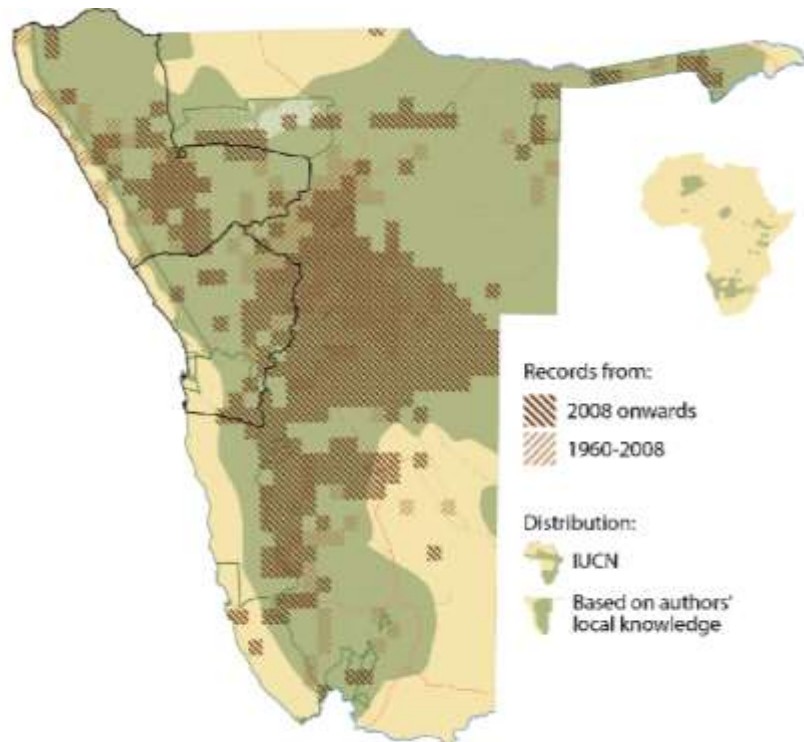 Records from:
2008 onwards
1960-2008
Distribution:
IUCN
Based on authors'
local knowledge